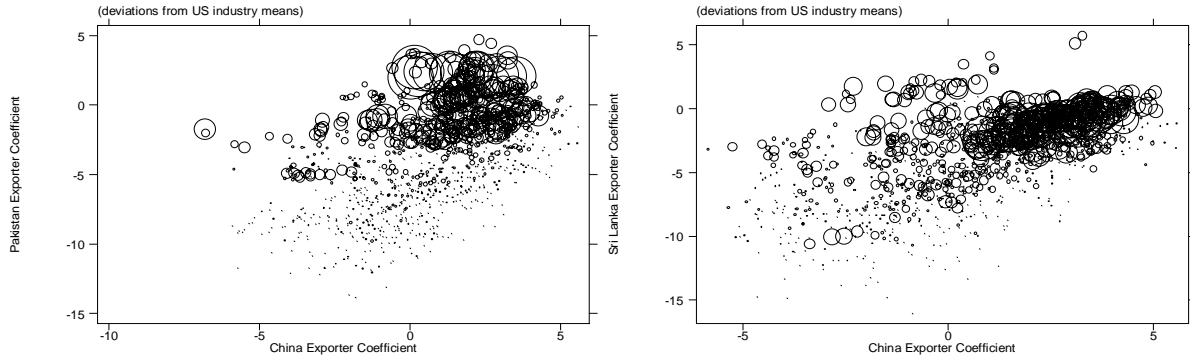 (deviations from US industry means)
Pakistan Exporter Coefficient
5
0
-5
-10
-15
-10
-5
0
5
China Exporter Coefficient
(deviations from US industry means)
Sri Lanka Exporter Coefficient
5
0
-5
-10
-15
-5
0
5
China Exporter Coefficient